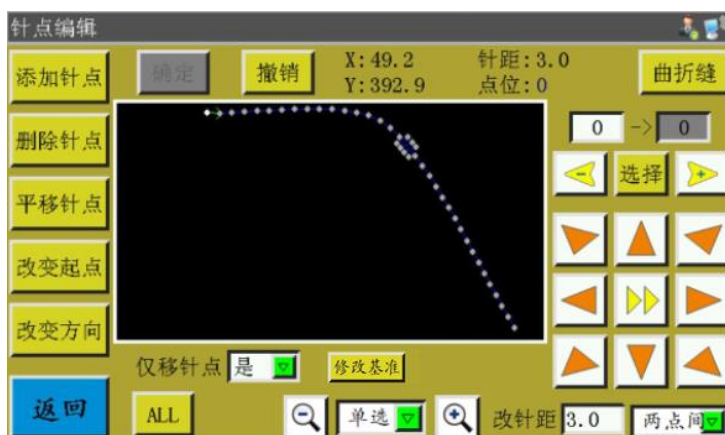 针点编辑
添加针点 确定 撤销 X:49.2 针距:3.0 曲折缝
Y:392.9 点位:0
删除针点 0 -> 0
- 选择 +
平移针点
改变起点
改变方向
仅移针点 是 修改基准
返回 ALL 单选 改针距 3.0 两点间